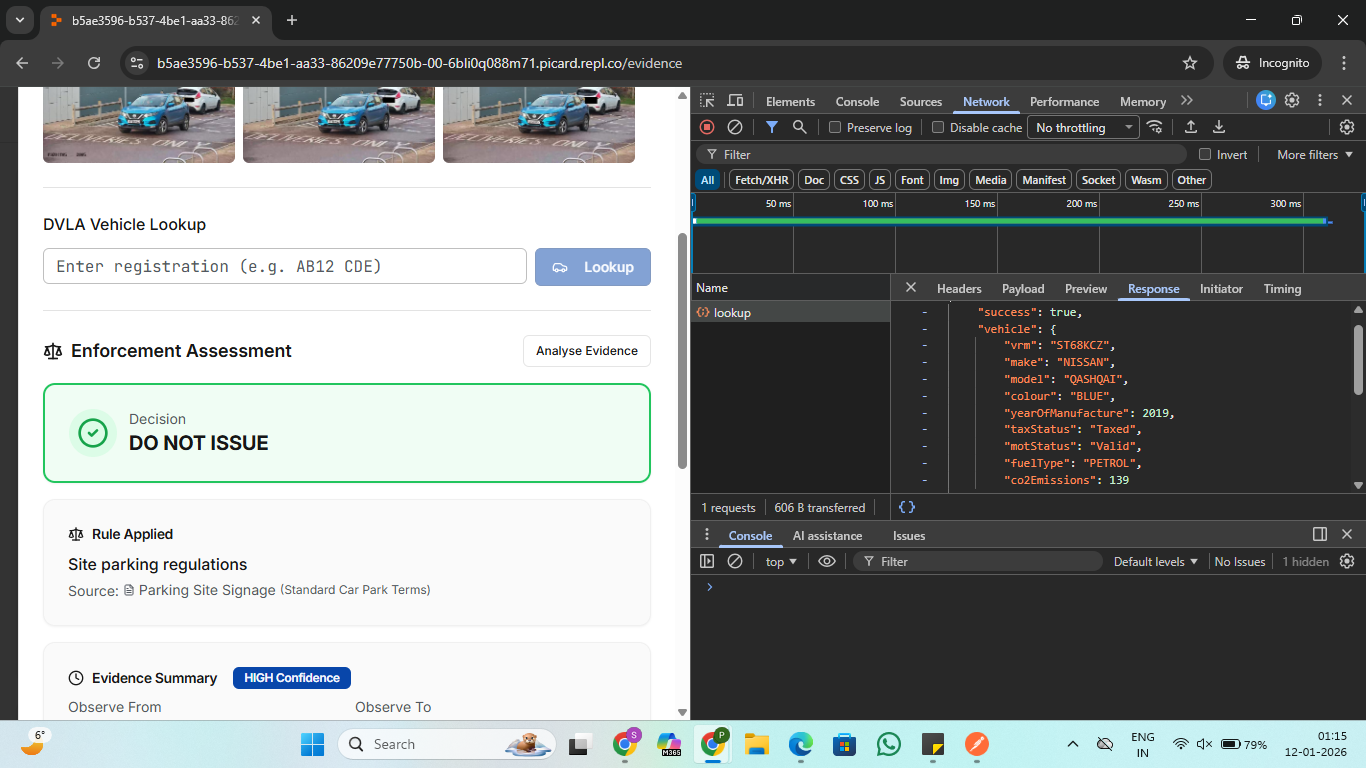 b5ae3596-b537-4be1-aa33-862
b5ae3596-b537-4be1-aa33-86209e77750b-00-6bli0q088m71.picard.repl.co/evidence
Incognito
DELIVERIES ONLY
DELIVERIES ONLY
DELIVERIES ONLY
DVLA Vehicle Lookup
Enter registration (e.g. AB12 CDE)
Lookup
Enforcement Assessment
Analyse Evidence
Decision
DO NOT ISSUE
Rule Applied
Site parking regulations
Source: Parking Site Signage (Standard Car Park Terms)
Evidence Summary HIGH Confidence
Observe From Observe To
Elements Console Sources Network Performance Memory
Preserve log Disable cache No throttling
Filter Invert More filters
All Fetch/XHR Doc CSS JS Font Img Media Manifest Socket Wasm Other
50 ms 100 ms 150 ms 200 ms 250 ms 300 ms
Name Headers Payload Preview Response Initiator Timing
lookup
"success": true,
"vehicle": {
"vrm": "ST68KCZ",
"make": "NISSAN",
"model": "QASHQAI",
"colour": "BLUE",
"yearOfManufacture": 2019,
"taxStatus": "Taxed",
"motStatus": "Valid",
"fuelType": "PETROL",
"co2Emissions": 139
1 requests 606 B transferred
Console AI assistance Issues
top Filter Default levels No Issues 1 hidden
6°
Search
S
M365
P
ENG
IN
79%
01:15
12-01-2026